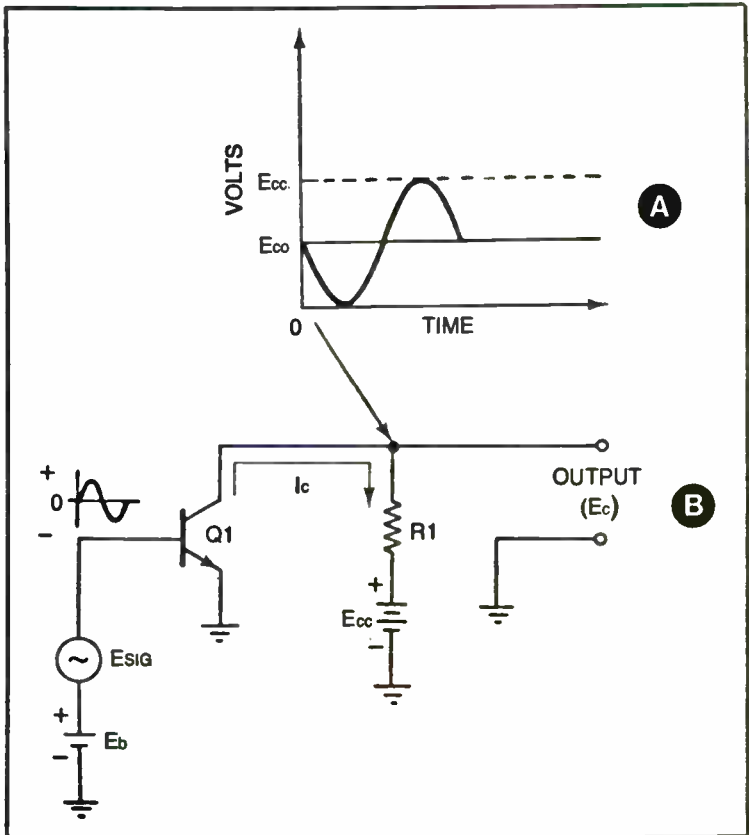 VOLTS
Ecc.
Eco
0
TIME
A
+
0
-
Q1
Ic
R1
OUTPUT
(Ec)
B
+
Ecc
-
~
ESIG
+
Eb
-